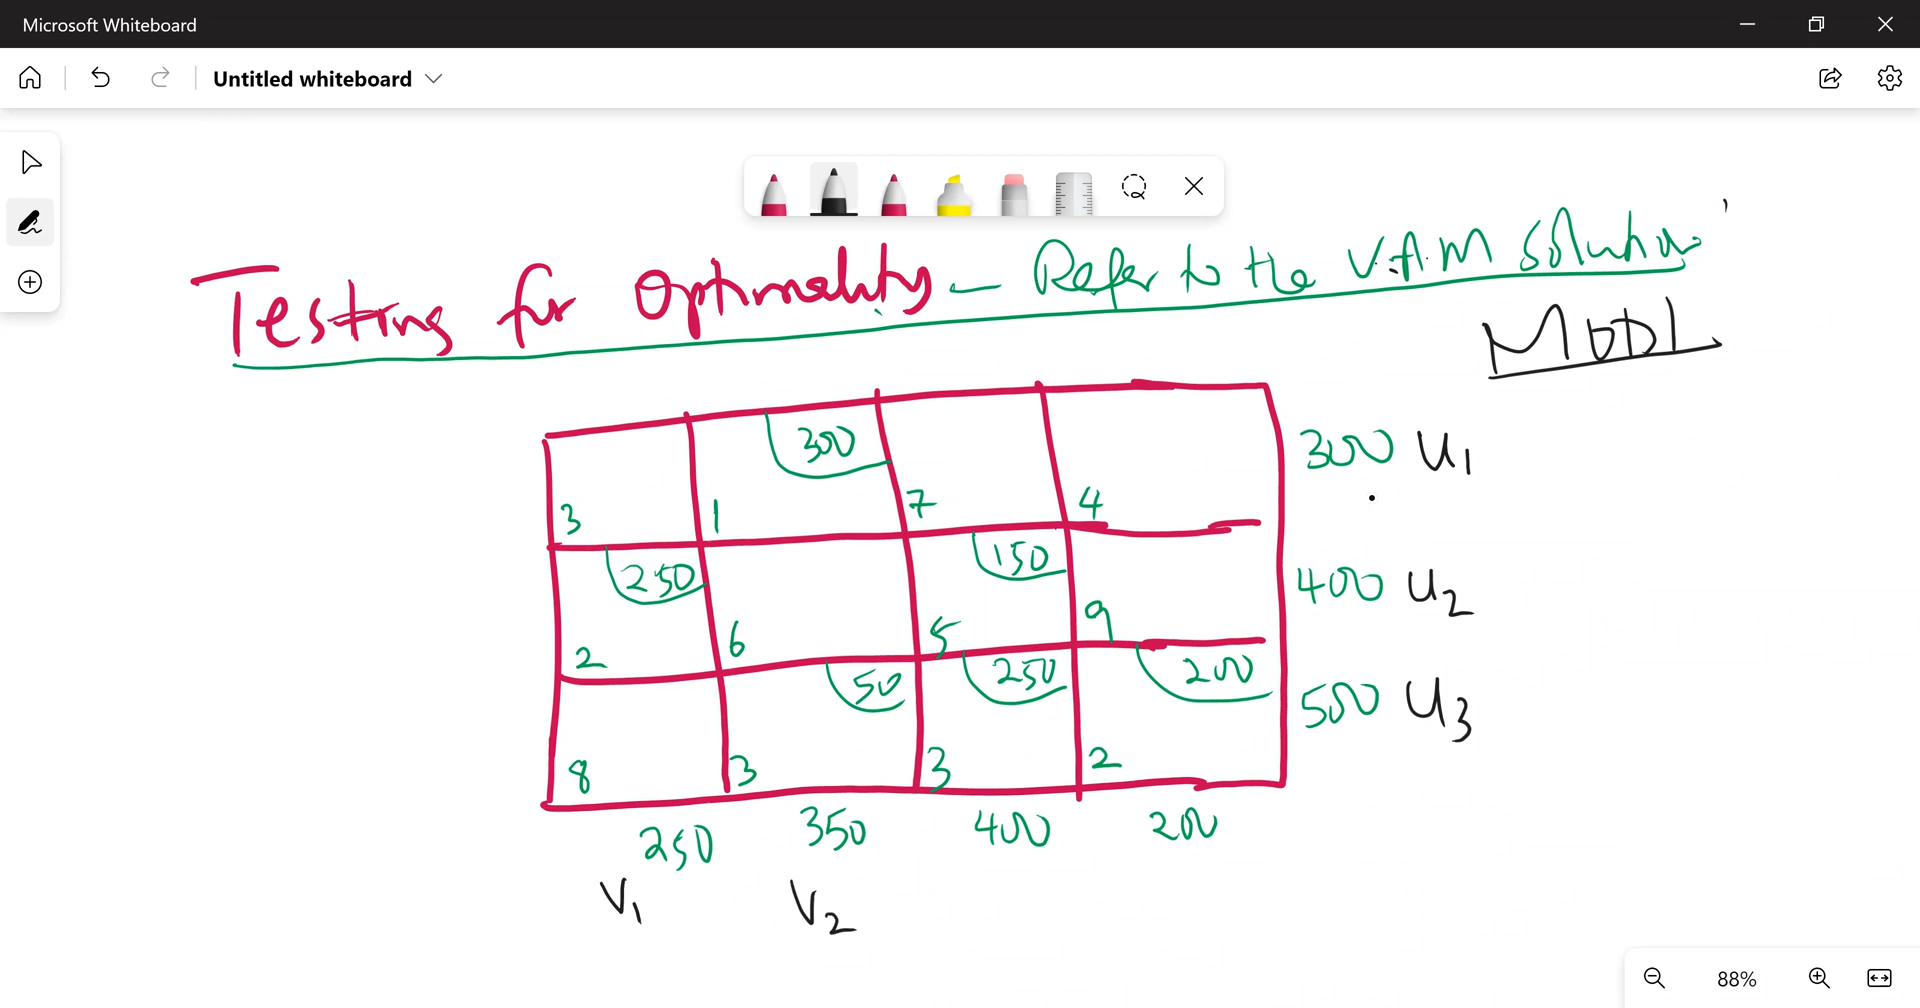 Microsoft Whiteboard
Untitled whiteboard
Testing for Optimality – Refer to the V.A.M Solution
MODI
300
3 1 7 4 300 U1
250 150
2 6 5 9 400 U2
50 250 200
8 3 3 2 500 U3
250 350 400 200
V1 V2
88%